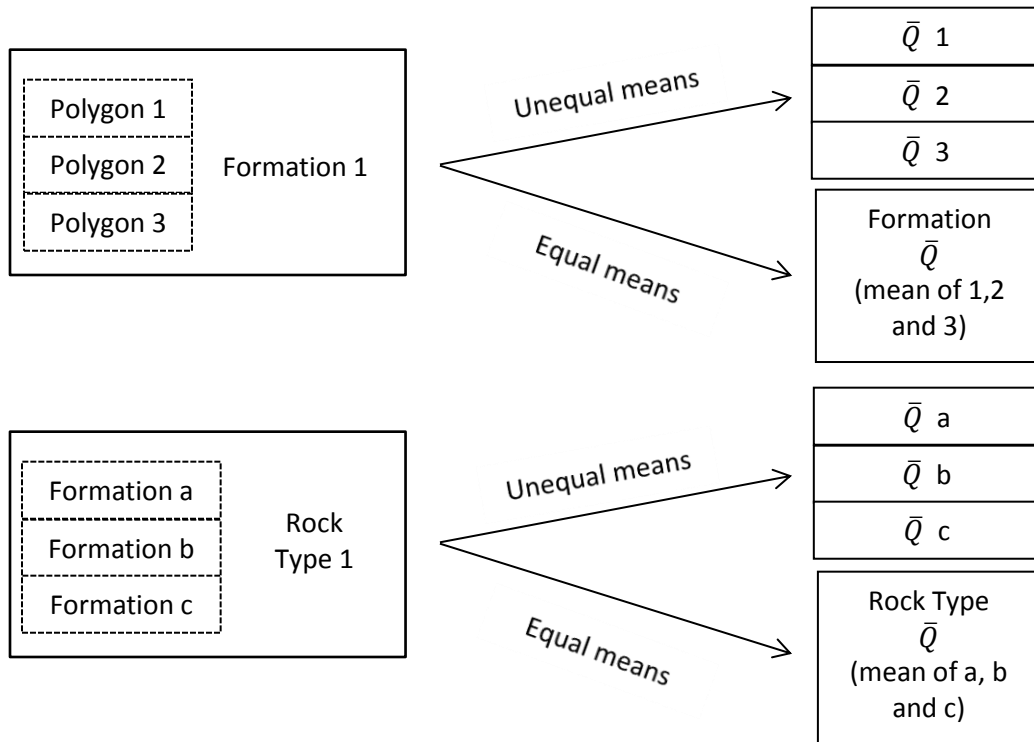 Polygon 1
Polygon 2
Polygon 3
Formation 1
Unequal means
Equal means
Q̄ 1
Q̄ 2
Q̄ 3
Formation
Q̄
(mean of 1,2
and 3)
Formation a
Formation b
Formation c
Rock
Type 1
Unequal means
Equal means
Q̄ a
Q̄ b
Q̄ c
Rock Type
Q̄
(mean of a, b
and c)